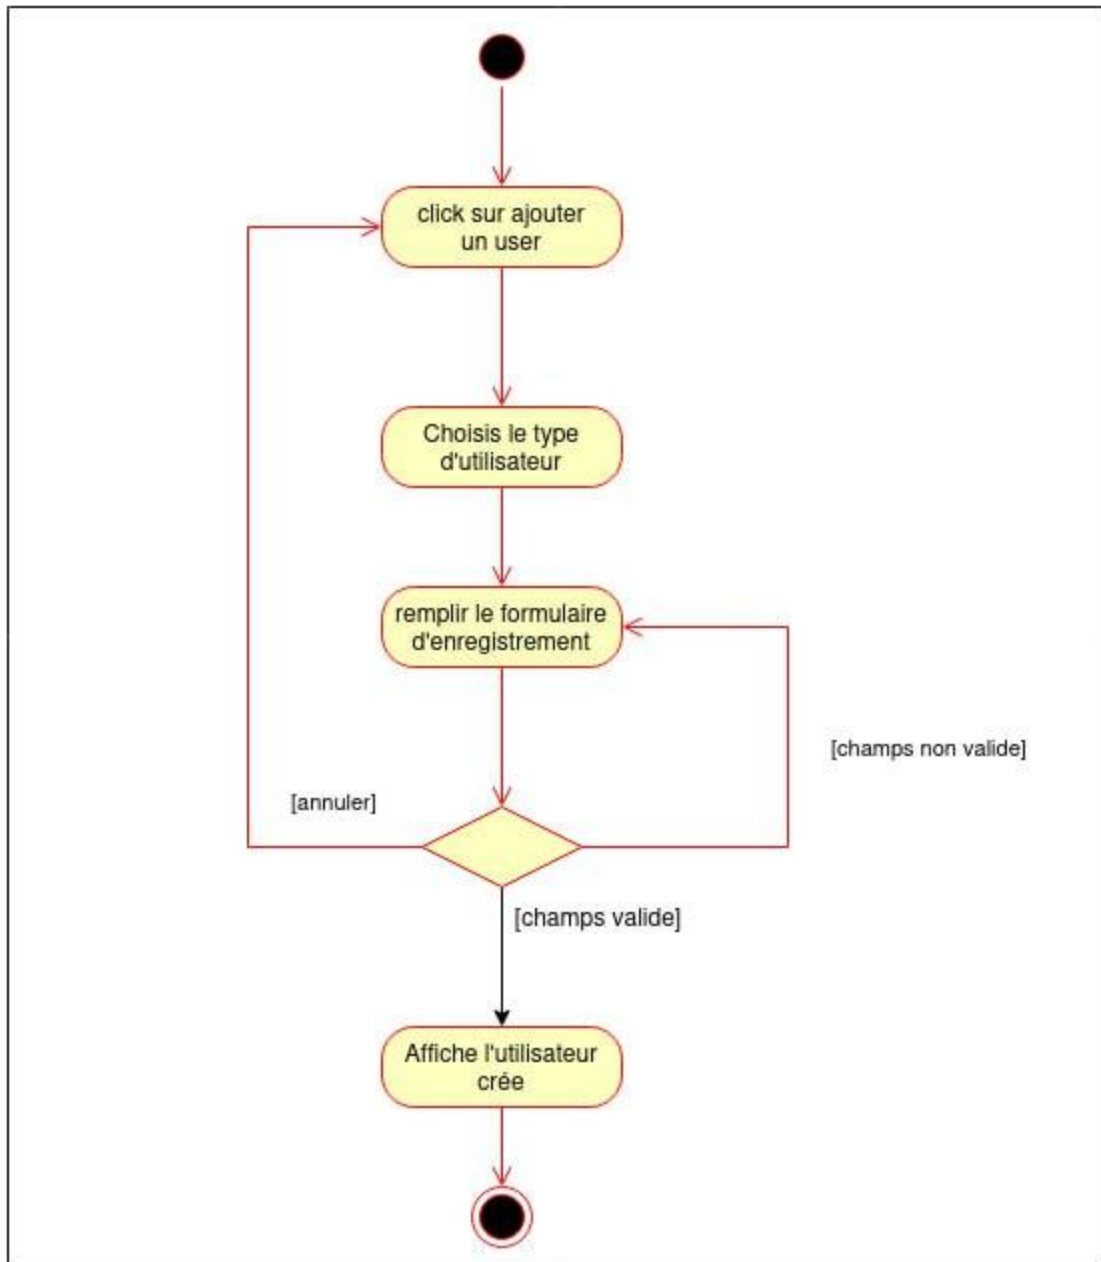 click sur ajouter
un user
Choisis le type
d'utilisateur
remplir le formulaire
d'enregistrement
[champs non valide]
[annuler]
[champs valide]
Affiche l'utilisateur
crée